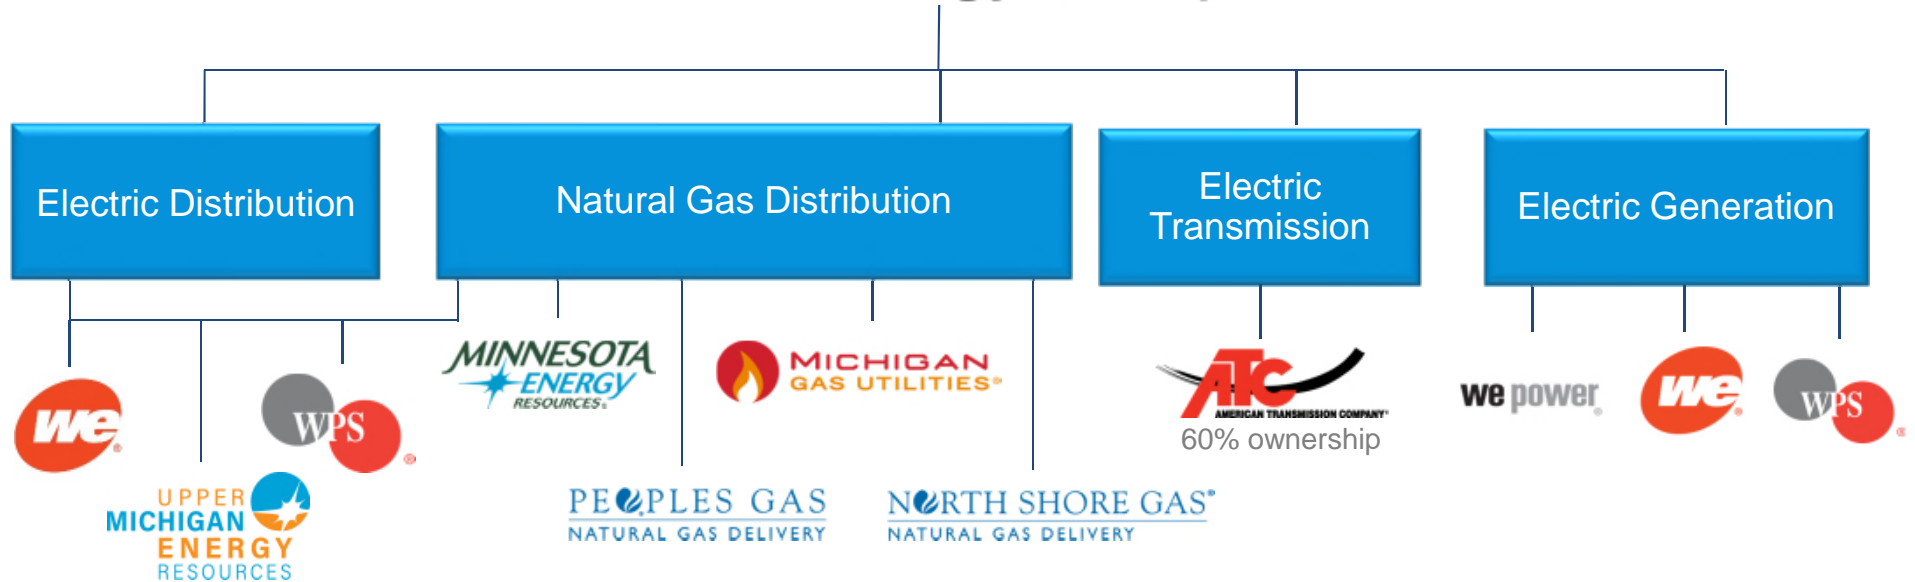 Electric Distribution
Natural Gas Distribution
Electric
Transmission
Electric Generation
we®
WPS®
UPPER
MICHIGAN
ENERGY
RESOURCES
MINNESOTA
ENERGY
RESOURCES®
MICHIGAN
GAS UTILITIES®
PEOPLES GAS
NATURAL GAS DELIVERY
NORTH SHORE GAS®
NATURAL GAS DELIVERY
ATC
AMERICAN TRANSMISSION COMPANY®
60% ownership
we power®
we®
WPS®